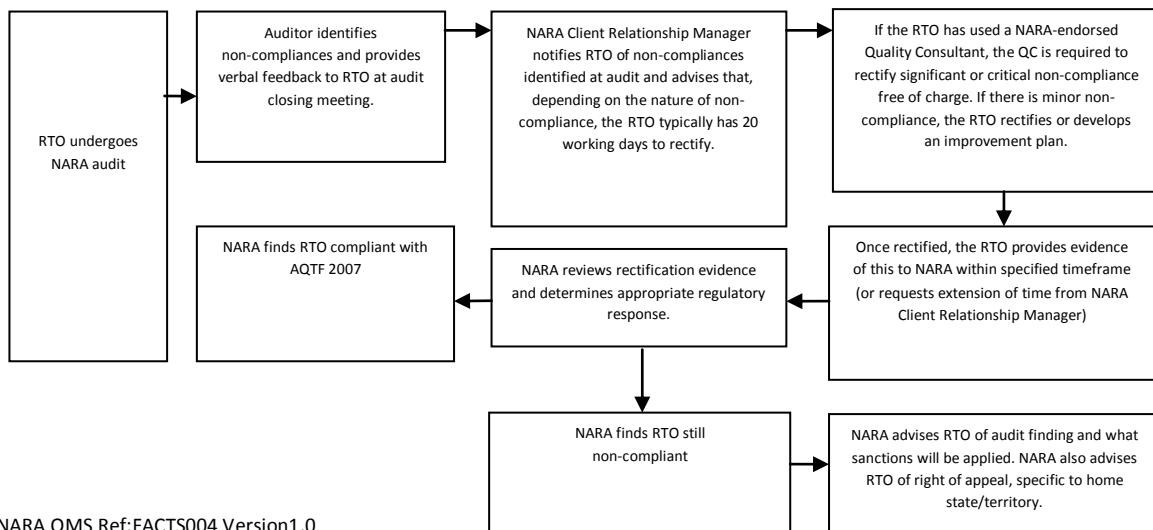 RTO undergoes
NARA audit
Auditor identifies
non-compliances and provides
verbal feedback to RTO at audit
closing meeting.
NARA Client Relationship Manager
notifies RTO of non-compliances
identified at audit and advises that,
depending on the nature of non-
compliance, the RTO typically has 20
working days to rectify.
If the RTO has used a NARA-endorsed
Quality Consultant, the QC is required to
rectify significant or critical non-compliance
free of charge. If there is minor non-
compliance, the RTO rectifies or develops
an improvement plan.
Once rectified, the RTO provides evidence
of this to NARA within specified timeframe
(or requests extension of time from NARA
Client Relationship Manager)
NARA reviews rectification evidence
and determines appropriate regulatory
response.
NARA finds RTO compliant with
AQTF 2007
NARA finds RTO still
non-compliant
NARA advises RTO of audit finding and what
sanctions will be applied. NARA also advises
RTO of right of appeal, specific to home
state/territory.
NARA QMS Ref:FACTS004 Version1.0